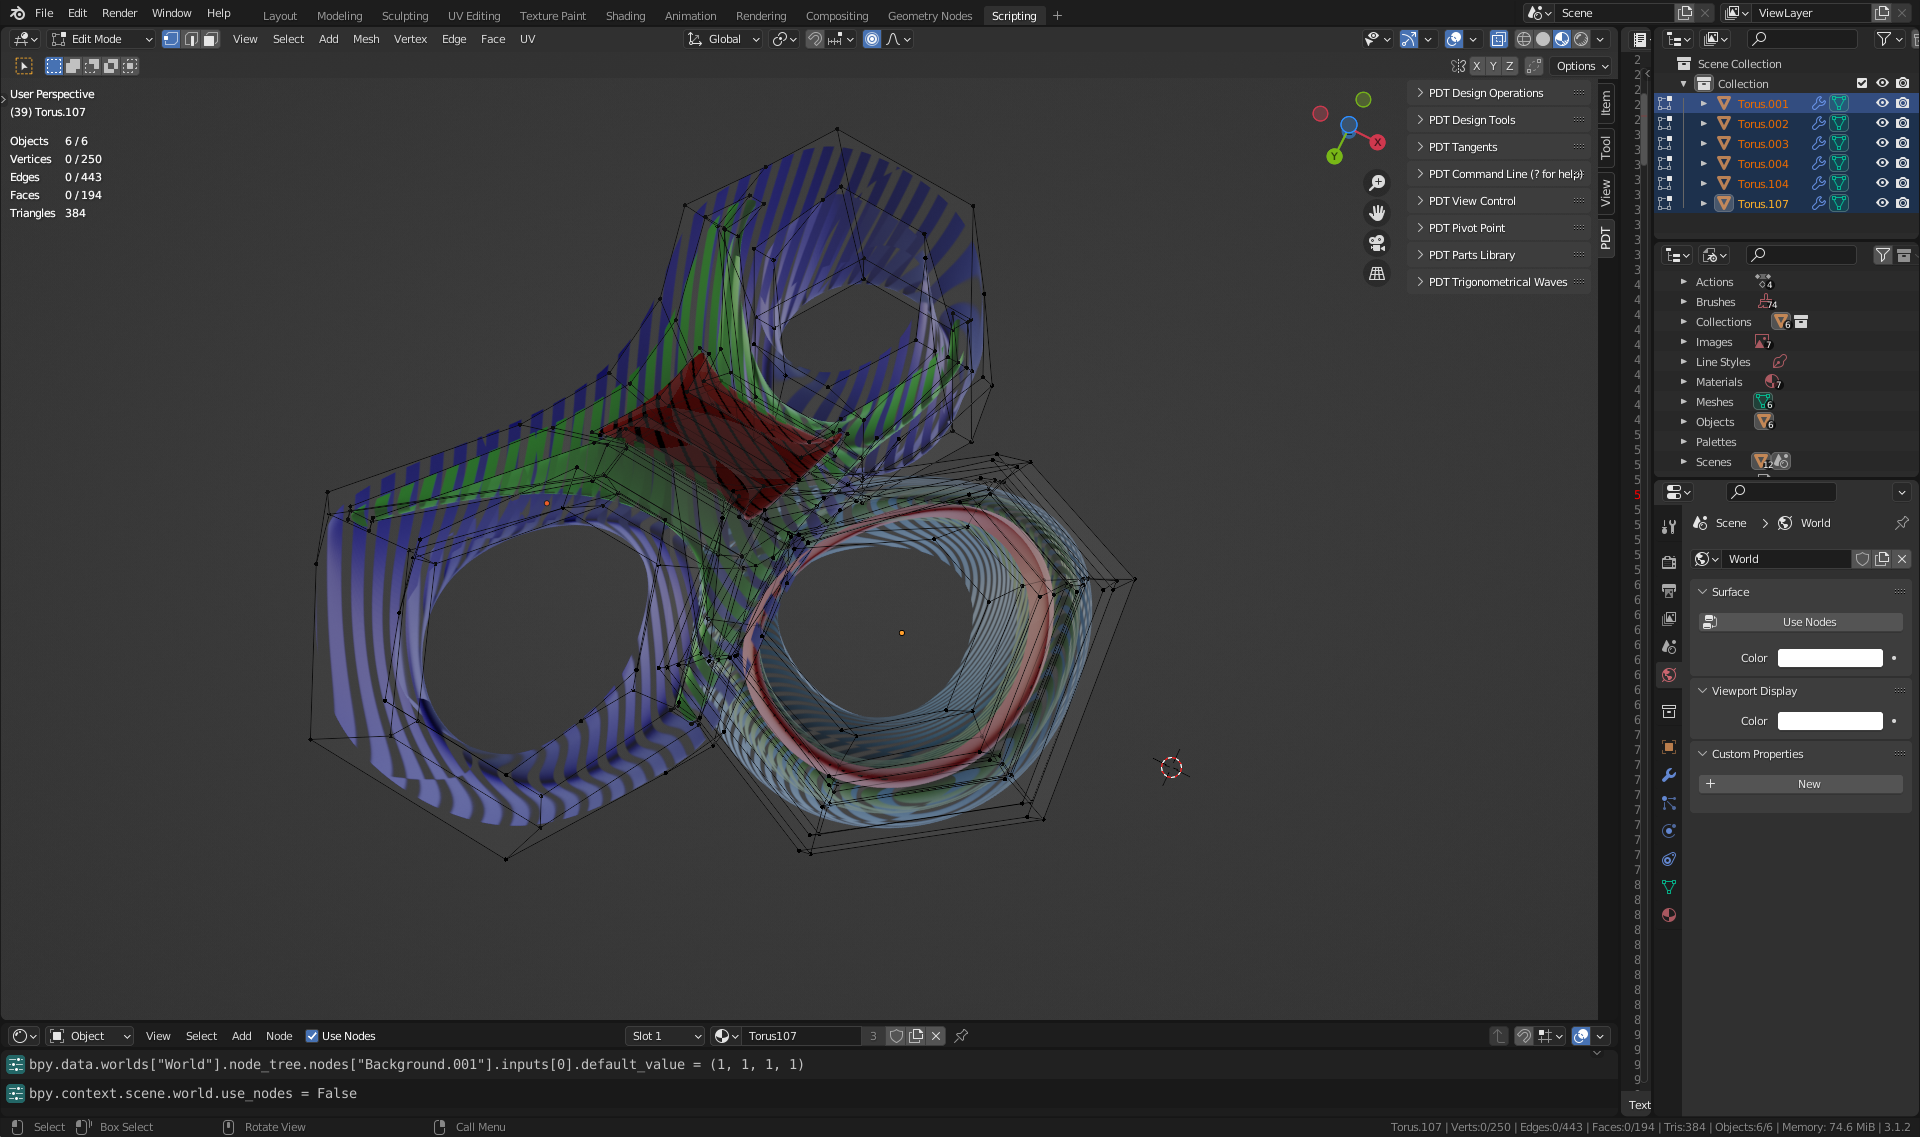 File Edit Render Window Help Layout Modeling Sculpting UV Editing Texture Paint Shading Animation Rendering Compositing Geometry Nodes Scripting + Scene ViewLayer
Edit Mode View Select Add Mesh Vertex Edge Face UV Global
X Y Z Options
User Perspective
(39) Torus.107
Objects 6 / 6
Vertices 0 / 250
Edges 0 / 443
Faces 0 / 194
Triangles 384
PDT Design Operations
PDT Design Tools
PDT Tangents
PDT Command Line (? for help)
PDT View Control
PDT Pivot Point
PDT Parts Library
PDT Trigonometrical Waves
Item
Tool
View
PDT
X
Y
Scene Collection
Collection
Torus.001
Torus.002
Torus.003
Torus.004
Torus.104
Torus.107
Actions 4
Brushes 74
Collections 6
Images 7
Line Styles
Materials 7
Meshes 6
Objects 6
Palettes
Scenes 12
Scene > World
World
Surface
Use Nodes
Color
Viewport Display
Color
Custom Properties
+ New
Object View Select Add Node Use Nodes Slot 1 Torus107 3
bpy.data.worlds["World"].node_tree.nodes["Background.001"].inputs[0].default_value = (1, 1, 1, 1)
bpy.context.scene.world.use_nodes = False
Text
Select Box Select Rotate View Call Menu Torus.107 | Verts:0/250 | Edges:0/443 | Faces:0/194 | Tris:384 | Objects:6/6 | Memory: 74.6 MiB | 3.1.2